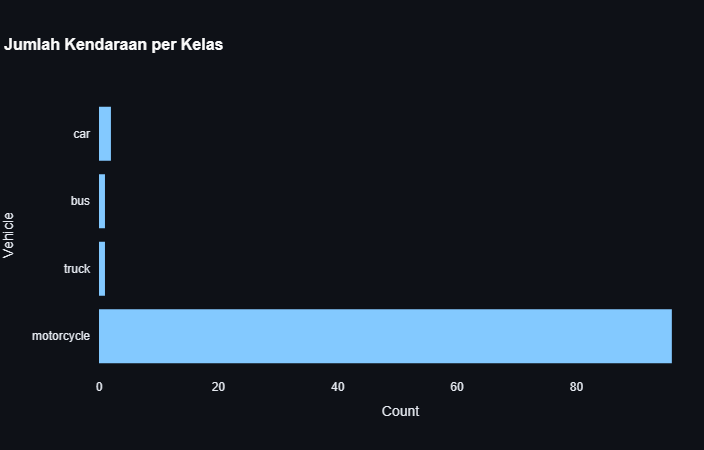 Jumlah Kendaraan per Kelas
Vehicle
car
bus
truck
motorcycle
0 20 40 60 80
Count